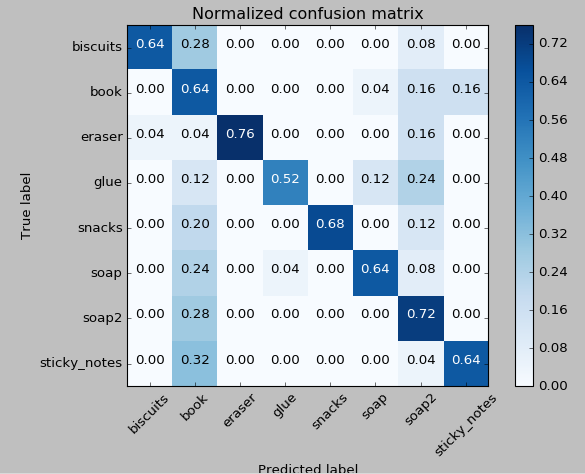 Normalized confusion matrix
biscuits 0.64 0.28 0.00 0.00 0.00 0.00 0.08 0.00
book 0.00 0.64 0.00 0.00 0.00 0.04 0.16 0.16
eraser 0.04 0.04 0.76 0.00 0.00 0.00 0.16 0.00
glue 0.00 0.12 0.00 0.52 0.00 0.12 0.24 0.00
snacks 0.00 0.20 0.00 0.00 0.68 0.00 0.12 0.00
soap 0.00 0.24 0.00 0.04 0.00 0.64 0.08 0.00
soap2 0.00 0.28 0.00 0.00 0.00 0.00 0.72 0.00
sticky_notes 0.00 0.32 0.00 0.00 0.00 0.00 0.04 0.64
True label
biscuits book eraser glue snacks soap soap2 sticky_notes
Predicted label
0.72
0.64
0.56
0.48
0.40
0.32
0.24
0.16
0.08
0.00